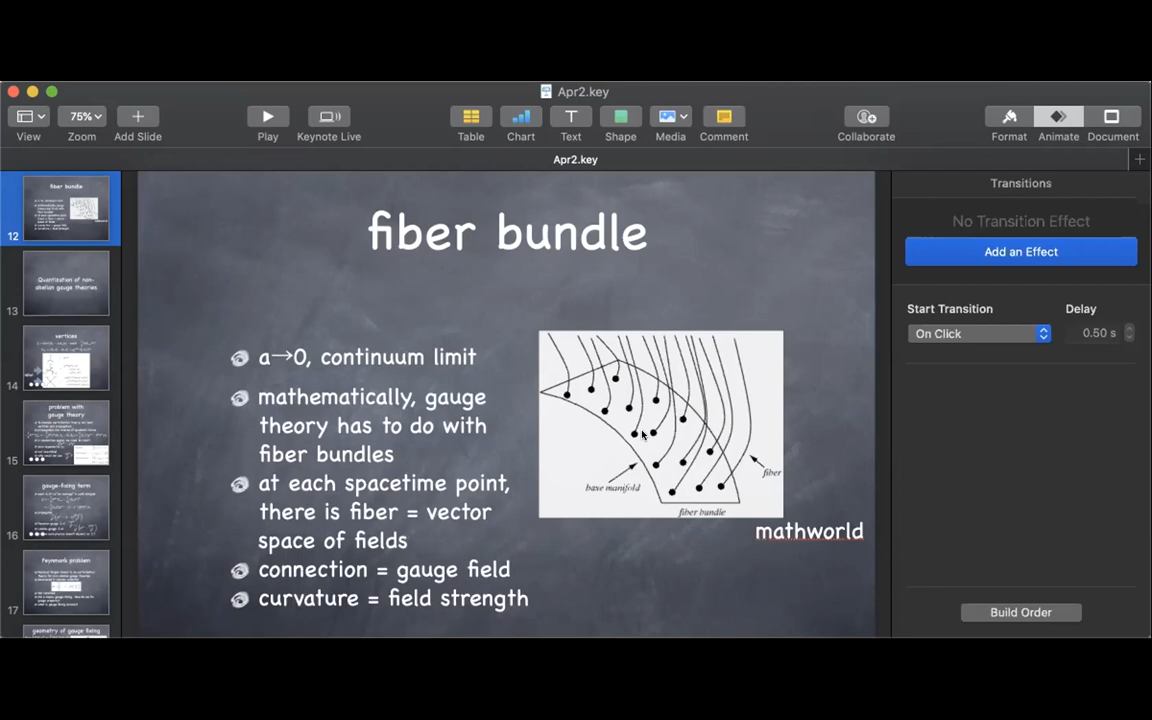 Apr2.key
75%
View
Zoom
Add Slide
Play
Keynote Live
Table
Chart
Text
Shape
Media
Comment
Collaborate
Format
Animate
Document
Apr2.key
fiber bundle
12
Quantization of non-
abelian gauge theories
13
vertices
14
problem with
gauge theory
15
gauge-fixing term
16
Feynmank problem
17
geometry of gauge fixing
fiber bundle
a→0, continuum limit
mathematically, gauge
theory has to do with
fiber bundles
at each spacetime point,
there is fiber = vector
space of fields
connection = gauge field
curvature = field strength
base manifold
fiber
fiber bundle
mathworld
Transitions
No Transition Effect
Add an Effect
Start Transition
Delay
On Click
0.50 s
Build Order